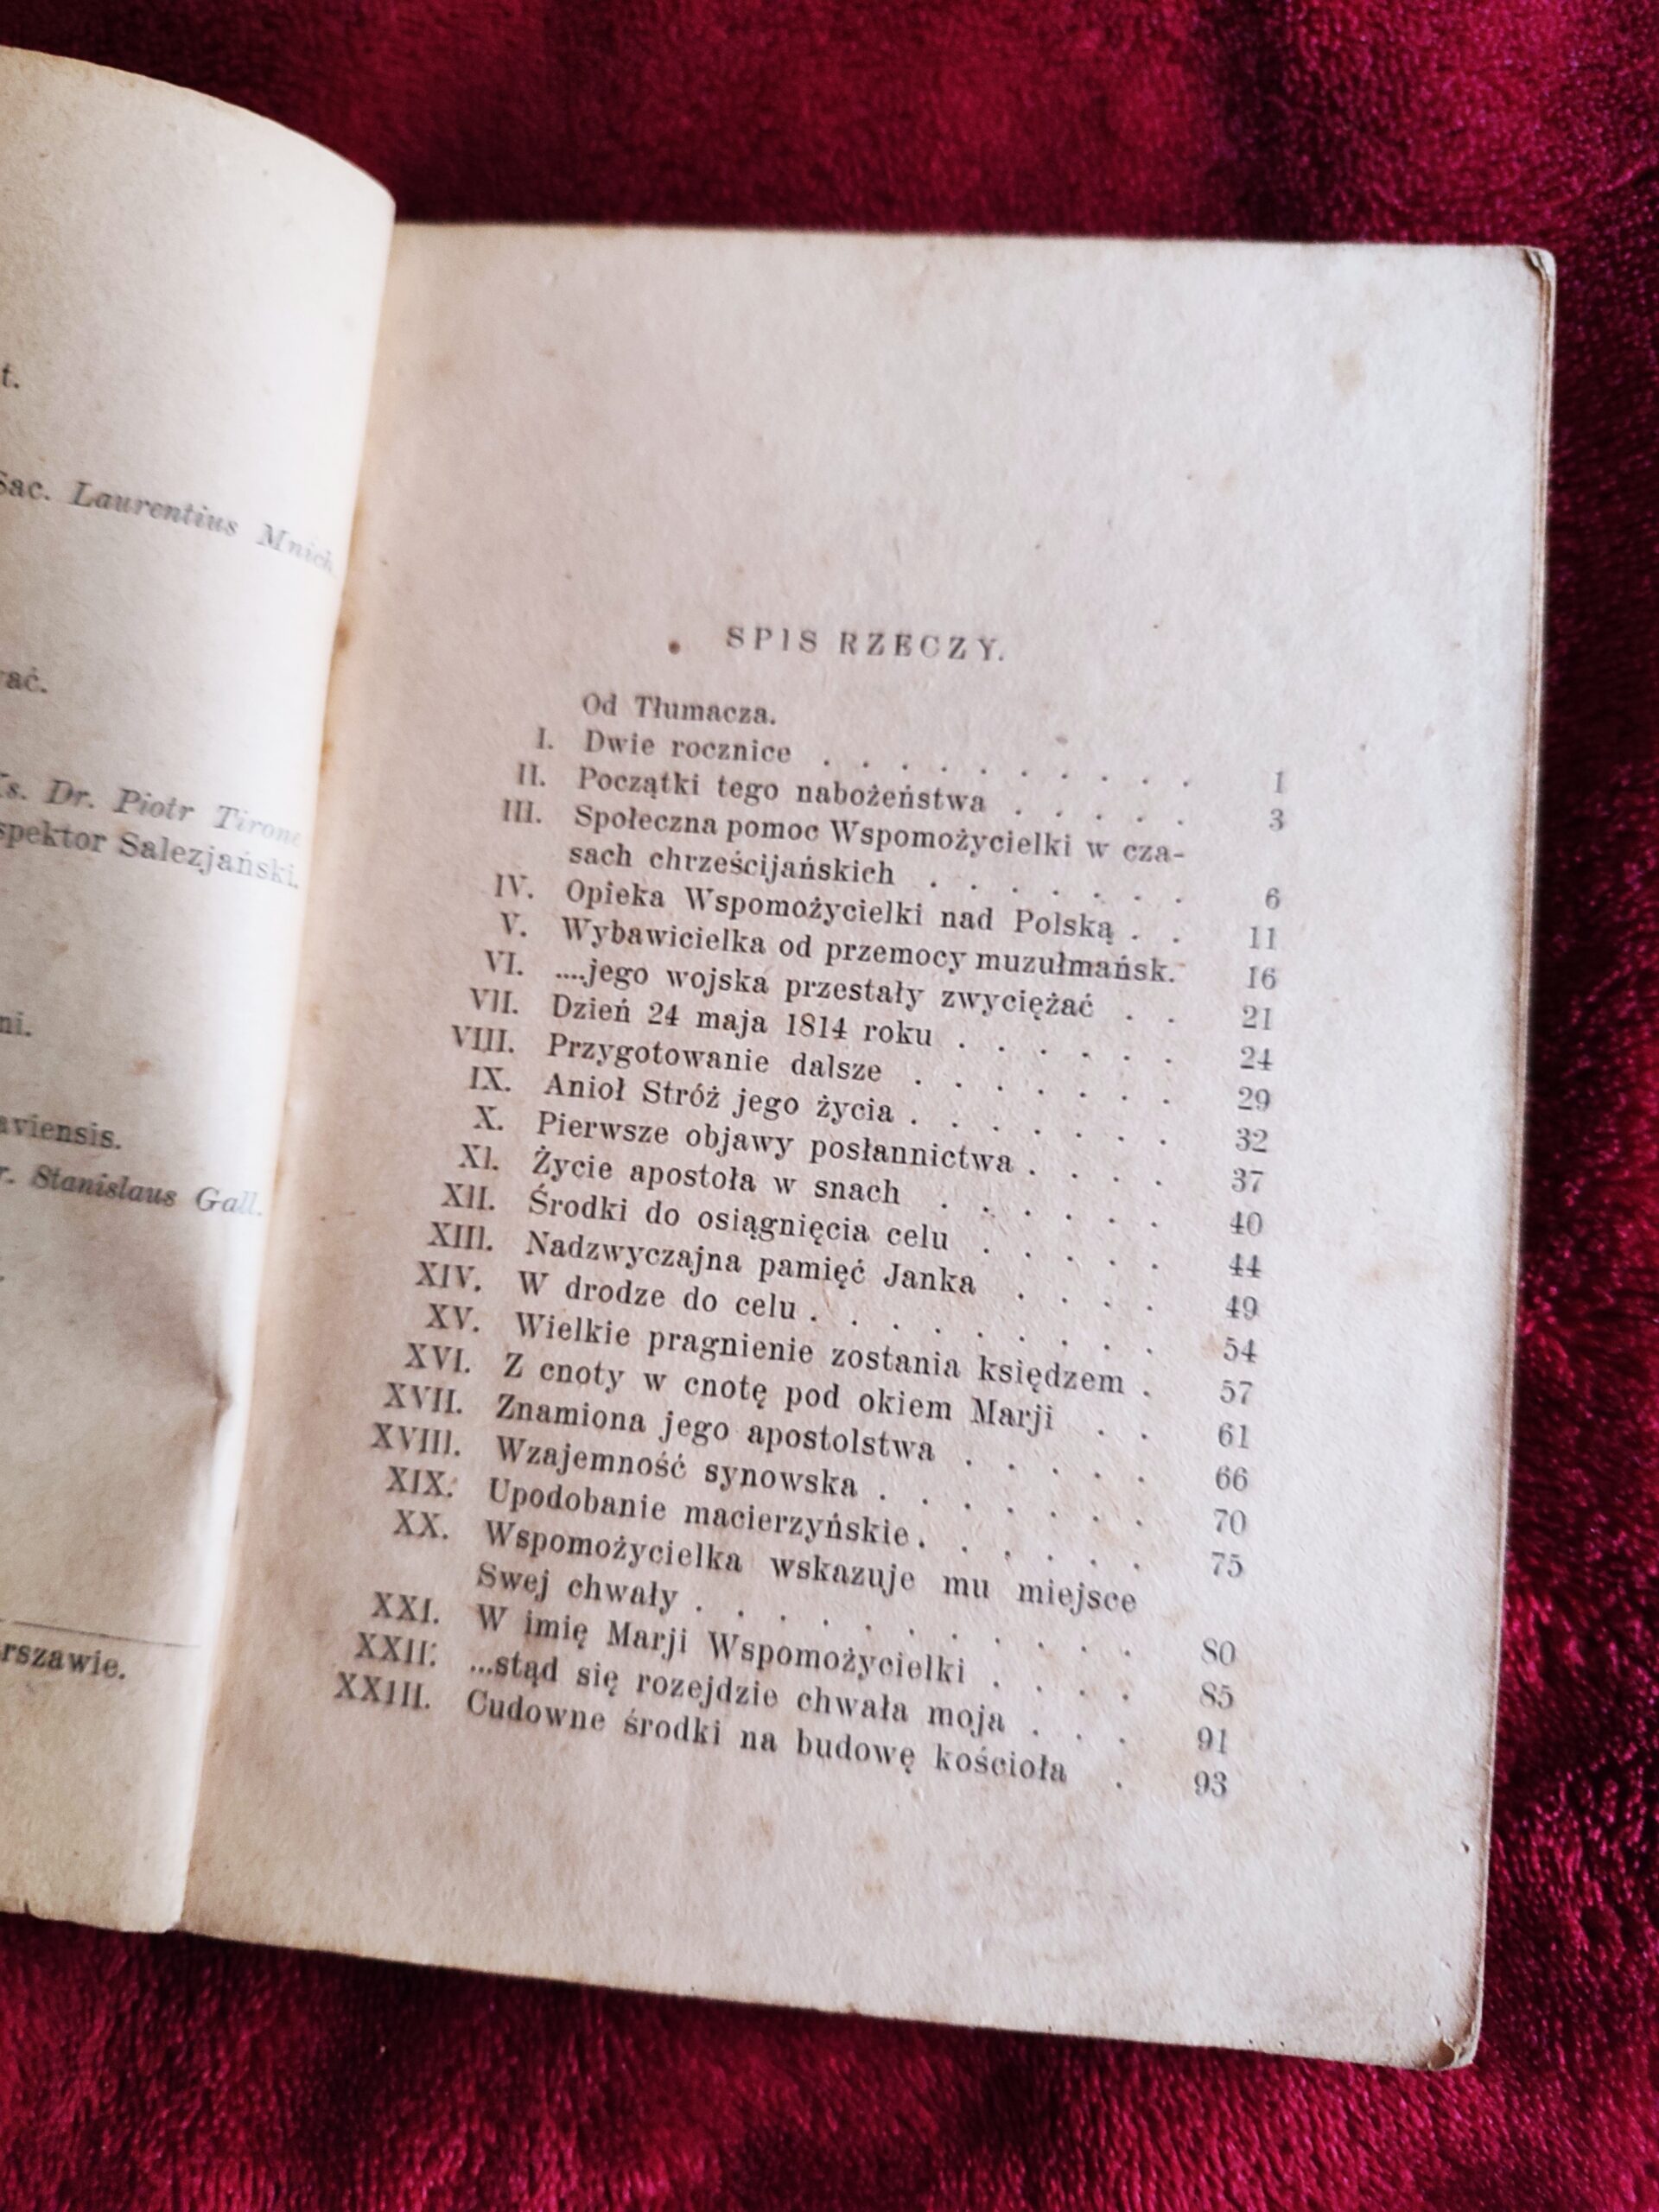 t.
Sac. Laurentius Mnich
ać.
Ks. Dr. Piotr Tirone
spektor Salezjański.
ni.
aviensis.
r. Stanislaus Gall.
rszawie.
SPIS RZECZY.
Od Tłumacza.
I. Dwie rocznice . . . . . . . . . . 1
II. Początki tego nabożeństwa . . . . . 3
III. Społeczna pomoc Wspomożycielki w cza-
sach chrześcijańskich . . . . . . . 6
IV. Opieka Wspomożycielki nad Polską . . 11
V. Wybawicielka od przemocy muzułmańsk. 16
VI. ....jego wojska przestały zwyciężać . . 21
VII. Dzień 24 maja 1814 roku . . . . . . 24
VIII. Przygotowanie dalsze . . . . . . . 29
IX. Anioł Stróż jego życia . . . . . . . 32
X. Pierwsze objawy posłannictwa . . . . 37
XI. Życie apostoła w snach . . . . . . 40
XII. Środki do osiągnięcia celu . . . . . 44
XIII. Nadzwyczajna pamięć Janka . . . . 49
XIV. W drodze do celu . . . . . . . . . 54
XV. Wielkie pragnienie zostania księdzem . 57
XVI. Z cnoty w cnotę pod okiem Marji . . 61
XVII. Znamiona jego apostolstwa . . . . . 66
XVIII. Wzajemność synowska . . . . . . . 70
XIX. Upodobanie macierzyńskie . . . . . . 75
XX. Wspomożycielka wskazuje mu miejsce
Swej chwały . . . . . . . . . . . 80
XXI. W imię Marji Wspomożycielki . . . . 85
XXII. ...stąd się rozejdzie chwała moja . . . 91
XXIII. Cudowne środki na budowę kościoła . 93